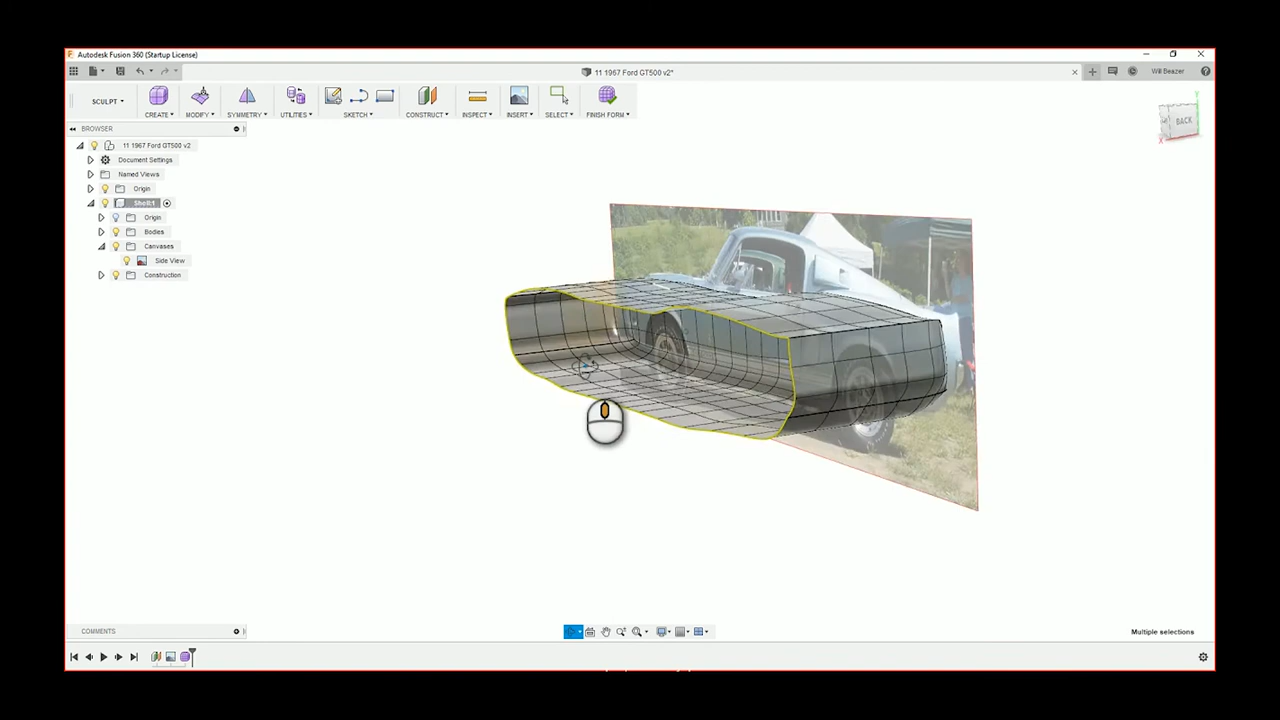 Autodesk Fusion 360 (Startup License)
11 1967 Ford GT500 v2*
Will Beazer
SCULPT
CREATE
MODIFY
SYMMETRY
UTILITIES
SKETCH
CONSTRUCT
INSPECT
INSERT
SELECT
FINISH FORM
BROWSER
11 1967 Ford GT500 v2
Document Settings
Named Views
Origin
Shell:1
Origin
Bodies
Canvases
Side View
Construction
BACK
COMMENTS
Multiple selections